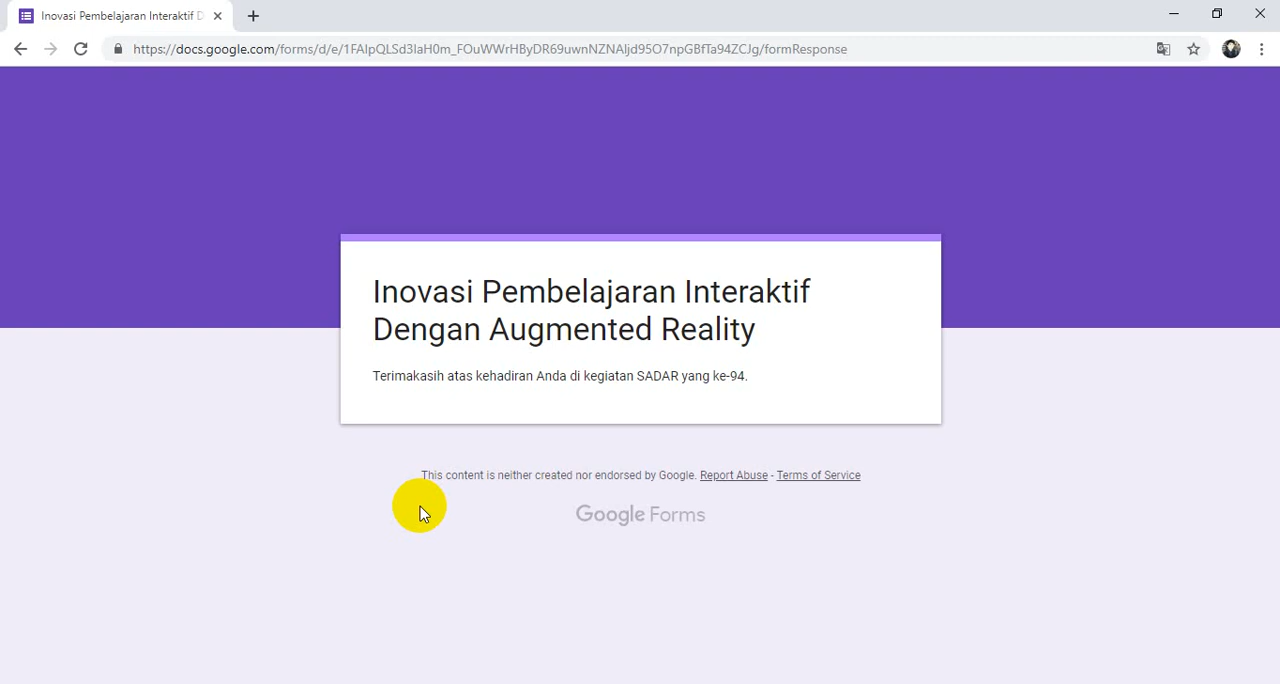 Inovasi Pembelajaran Interaktif D
https://docs.google.com/forms/d/e/1FAIpQLSd3laH0m_FOuWWrHByDR69uwnNZNAljd95O7npGBfTa94ZCJg/formResponse
Inovasi Pembelajaran Interaktif
Dengan Augmented Reality
Terimakasih atas kehadiran Anda di kegiatan SADAR yang ke-94.
This content is neither created nor endorsed by Google. Report Abuse - Terms of Service
Google Forms